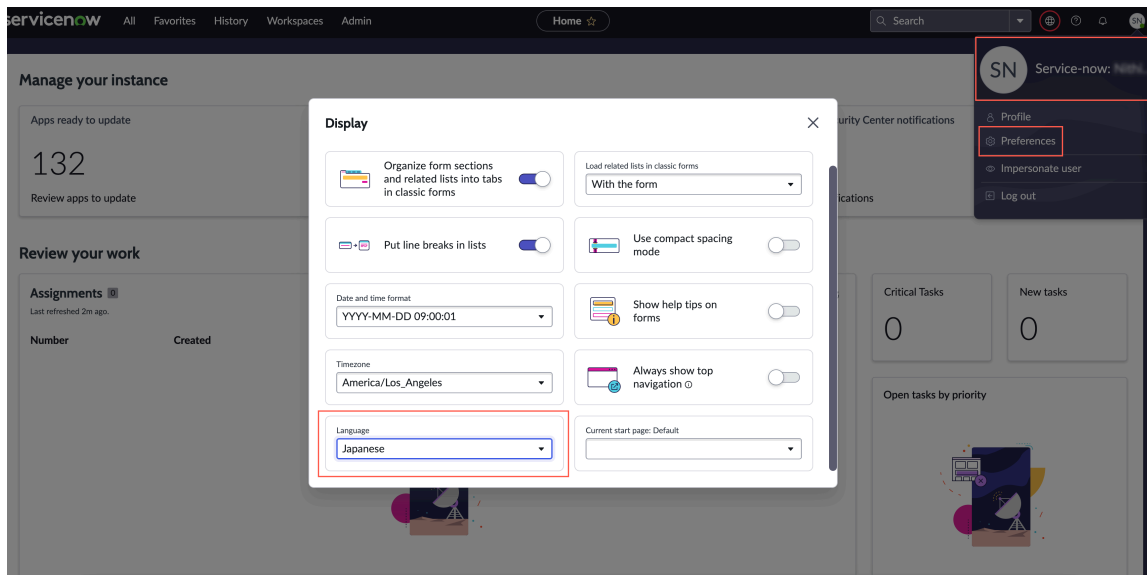 servicenow
All
Favorites
History
Workspaces
Admin
Home
Search
SN
SN
Service-now:
Profile
Preferences
Impersonate user
Log out
Manage your instance
Apps ready to update
132
Review apps to update
urity Center notifications
ications
Review your work
Assignments 0
Last refreshed 2m ago.
Number
Created
Critical Tasks
0
New tasks
0
Open tasks by priority
Display
Organize form sections
and related lists into tabs
in classic forms
Load related lists in classic forms
With the form
Put line breaks in lists
Use compact spacing
mode
Date and time format
YYYY-MM-DD 09:00:01
Show help tips on
forms
Timezone
America/Los_Angeles
Always show top
navigation
Language
Japanese
Current start page: Default